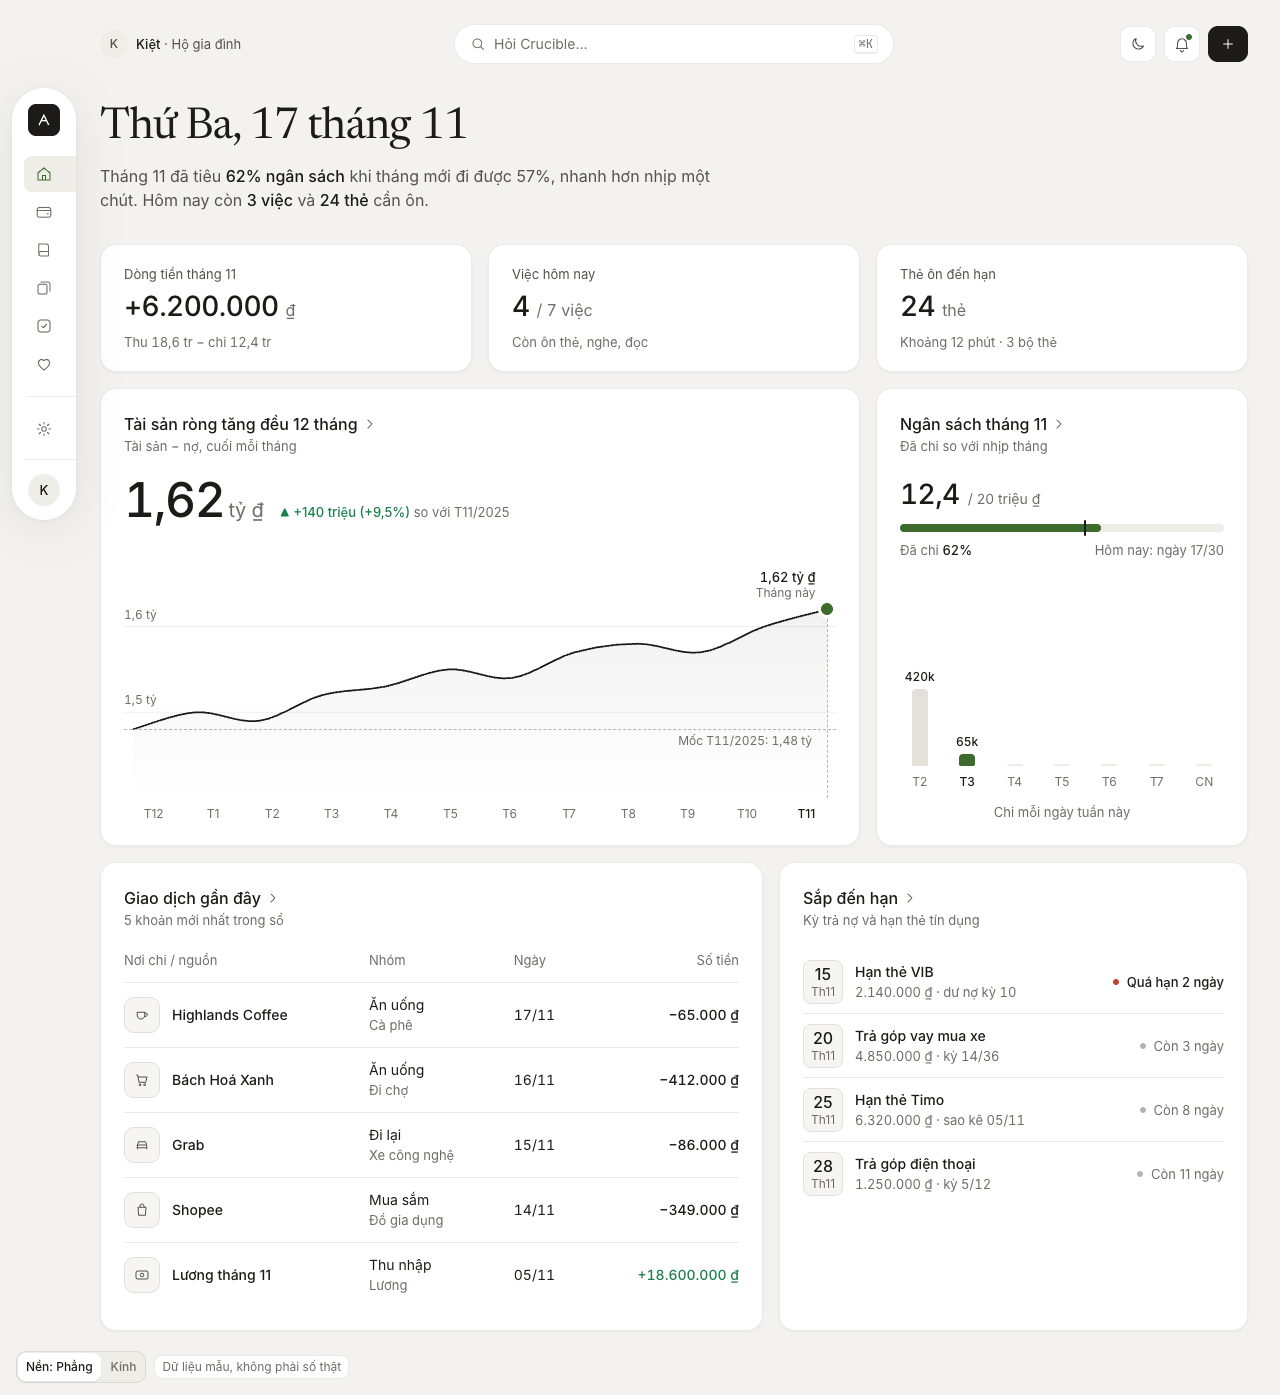 K Kiệt · Hộ gia đình
Hỏi Crucible...
⌘K
Thứ Ba, 17 tháng 11
Tháng 11 đã tiêu 62% ngân sách khi tháng mới đi được 57%, nhanh hơn nhịp một
chút. Hôm nay còn 3 việc và 24 thẻ cần ôn.
Dòng tiền tháng 11
+6.200.000 ₫
Thu 18,6 tr − chi 12,4 tr
Việc hôm nay
4 / 7 việc
Còn ôn thẻ, nghe, đọc
Thẻ ôn đến hạn
24 thẻ
Khoảng 12 phút · 3 bộ thẻ
K
Tài sản ròng tăng đều 12 tháng
Tài sản − nợ, cuối mỗi tháng
1,62 tỷ ₫ ▲ +140 triệu (+9,5%) so với T11/2025
1,62 tỷ ₫
Tháng này
1,6 tỷ
1,5 tỷ
Mốc T11/2025: 1,48 tỷ
T12 T1 T2 T3 T4 T5 T6 T7 T8 T9 T10 T11
Ngân sách tháng 11
Đã chi so với nhịp tháng
12,4 / 20 triệu ₫
Đã chi 62% Hôm nay: ngày 17/30
420k
65k
T2 T3 T4 T5 T6 T7 CN
Chi mỗi ngày tuần này
Giao dịch gần đây
5 khoản mới nhất trong sổ
Nơi chi / nguồn Nhóm Ngày Số tiền
Highlands Coffee Ăn uống 17/11 −65.000 ₫
Cà phê
Bách Hoá Xanh Ăn uống 16/11 −412.000 ₫
Đi chợ
Grab Đi lại 15/11 −86.000 ₫
Xe công nghệ
Shopee Mua sắm 14/11 −349.000 ₫
Đồ gia dụng
Lương tháng 11 Thu nhập 05/11 +18.600.000 ₫
Lương
Sắp đến hạn
Kỳ trả nợ và hạn thẻ tín dụng
15 Th11 Hạn thẻ VIB Quá hạn 2 ngày
2.140.000 ₫ · dư nợ kỳ 10
20 Th11 Trả góp vay mua xe Còn 3 ngày
4.850.000 ₫ · kỳ 14/36
25 Th11 Hạn thẻ Timo Còn 8 ngày
6.320.000 ₫ · sao kê 05/11
28 Th11 Trả góp điện thoại Còn 11 ngày
1.250.000 ₫ · kỳ 5/12
Nền: Phẳng Kính Dữ liệu mẫu, không phải số thật